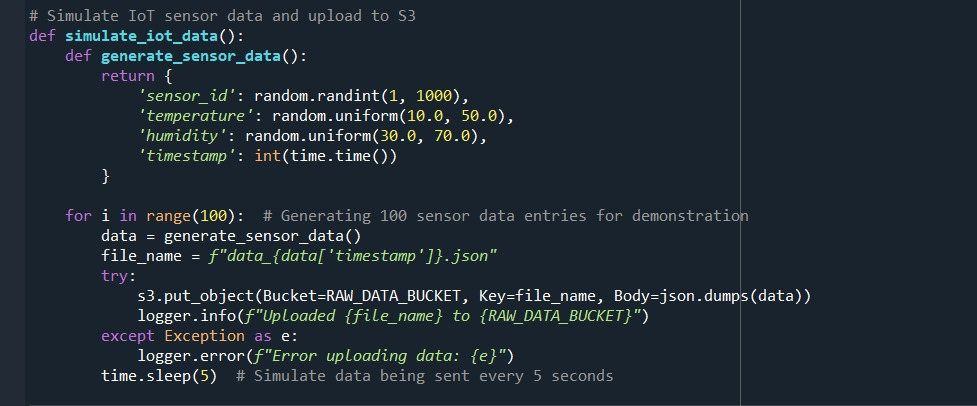 # Simulate IoT sensor data and upload to S3
def simulate_iot_data():
    def generate_sensor_data():
        return {
            'sensor_id': random.randint(1, 1000),
            'temperature': random.uniform(10.0, 50.0),
            'humidity': random.uniform(30.0, 70.0),
            'timestamp': int(time.time())
        }

    for i in range(100):  # Generating 100 sensor data entries for demonstration
        data = generate_sensor_data()
        file_name = f"data_{data['timestamp']}.json"
        try:
            s3.put_object(Bucket=RAW_DATA_BUCKET, Key=file_name, Body=json.dumps(data))
            logger.info(f"Uploaded {file_name} to {RAW_DATA_BUCKET}")
        except Exception as e:
            logger.error(f"Error uploading data: {e}")
        time.sleep(5)  # Simulate data being sent every 5 seconds